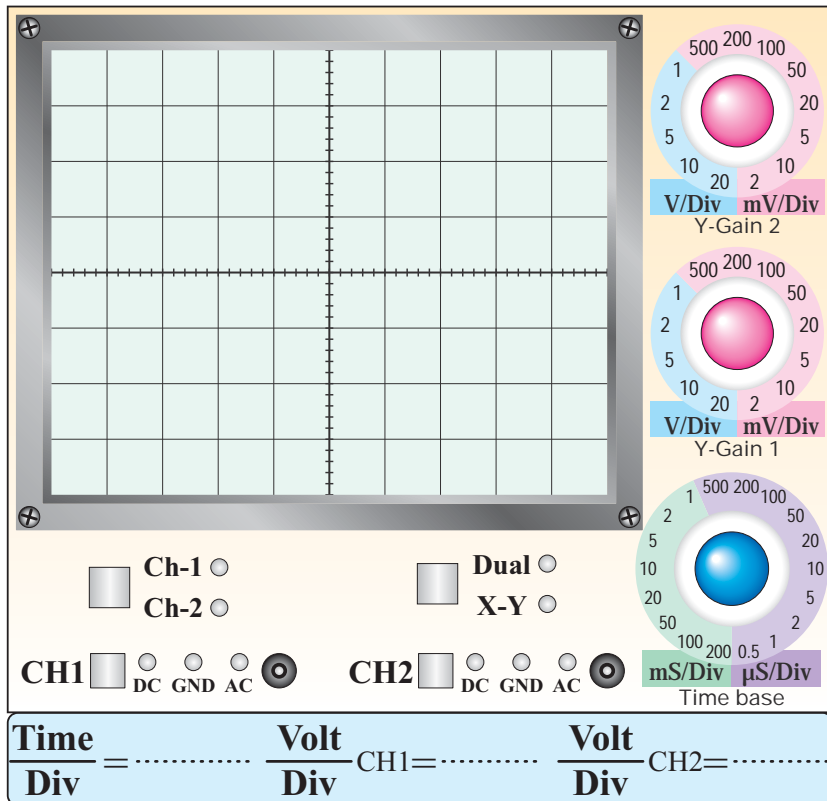 500 200 100
1 50
2 20
5 5
10 10
20 2
V/Div mV/Div
Y-Gain 2
500 200 100
1 50
2 20
5 5
10 10
20 2
V/Div mV/Div
Y-Gain 1
1 500 200 100
2 50
5 20
10 10
20 5
50 2
100 1
200 0.5
mS/Div µS/Div
Time base
Ch-1
Ch-2
Dual
X-Y
CH1 DC GND AC
CH2 DC GND AC
Time/Div = ............ Volt/Div CH1= ............ Volt/Div CH2= ............